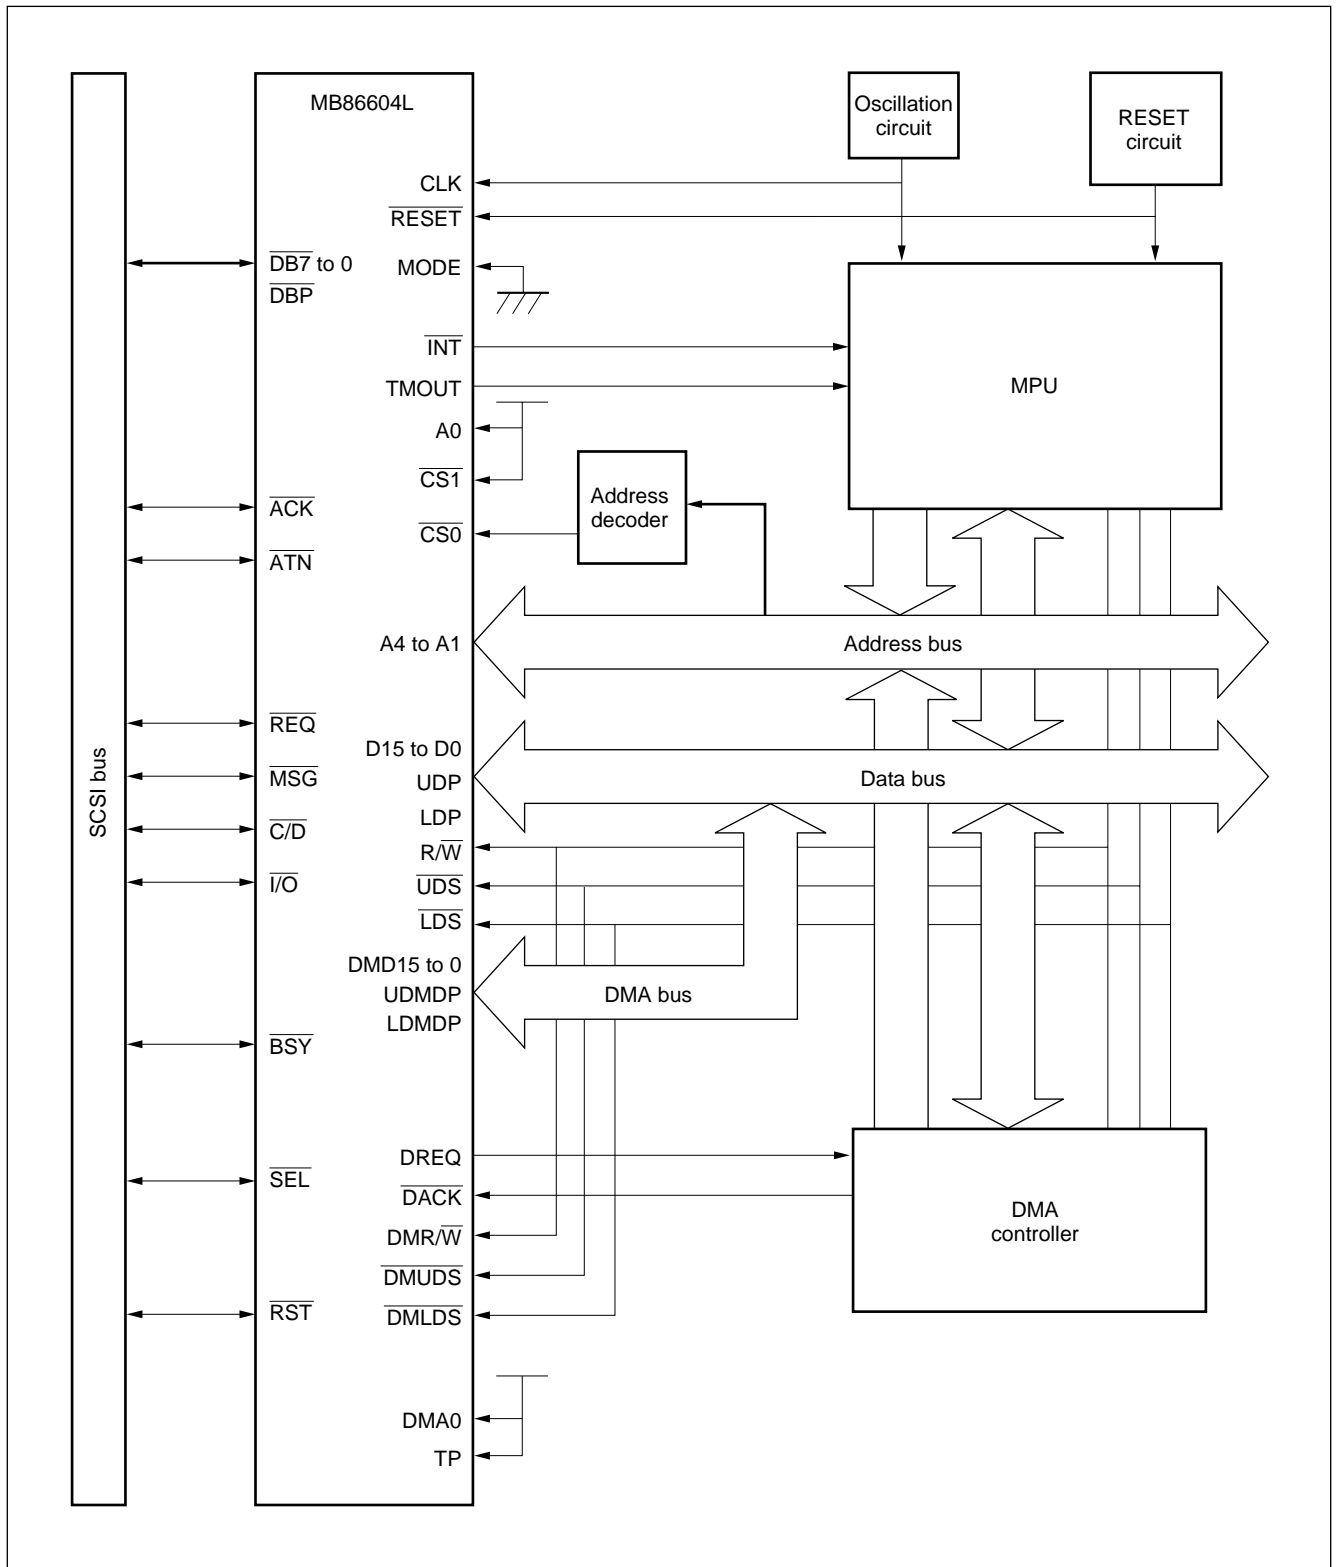 MB86604L
Oscillation
circuit
RESET
circuit
CLK
RESET
DB7 to 0
MODE
DBP
INT
TMOUT
MPU
A0
CS1
Address
decoder
ACK
CS0
ATN
A4 to A1
Address bus
REQ
D15 to D0
MSG
UDP
Data bus
SCSI bus
LDP
C/D
R/W
I/O
UDS
LDS
DMD15 to 0
UDMDP
DMA bus
LDMDP
BSY
DREQ
SEL
DACK
DMA
controller
DMR/W
DMUDS
RST
DMLDS
DMA0
TP